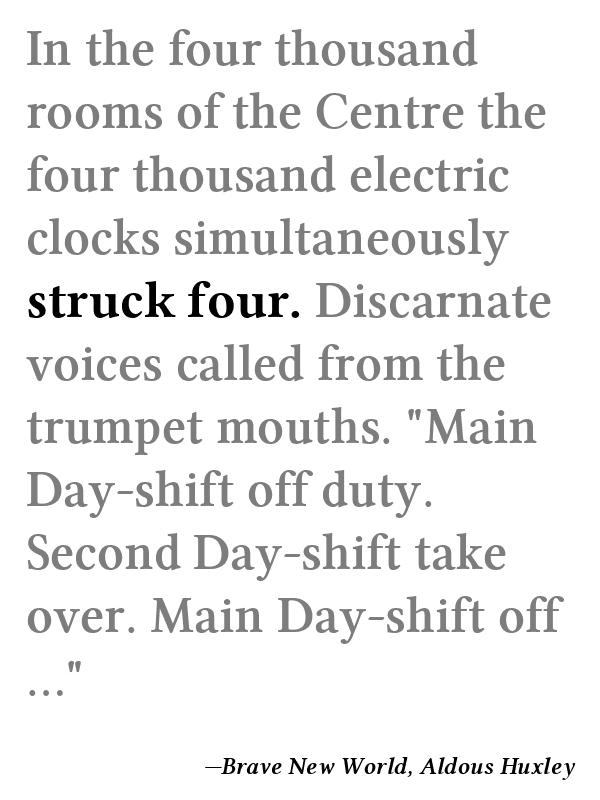 In the four thousand
rooms of the Centre the
four thousand electric
clocks simultaneously
struck four. Discarnate
voices called from the
trumpet mouths. "Main
Day-shift off duty.
Second Day-shift take
over. Main Day-shift off
…"
—Brave New World, Aldous Huxley